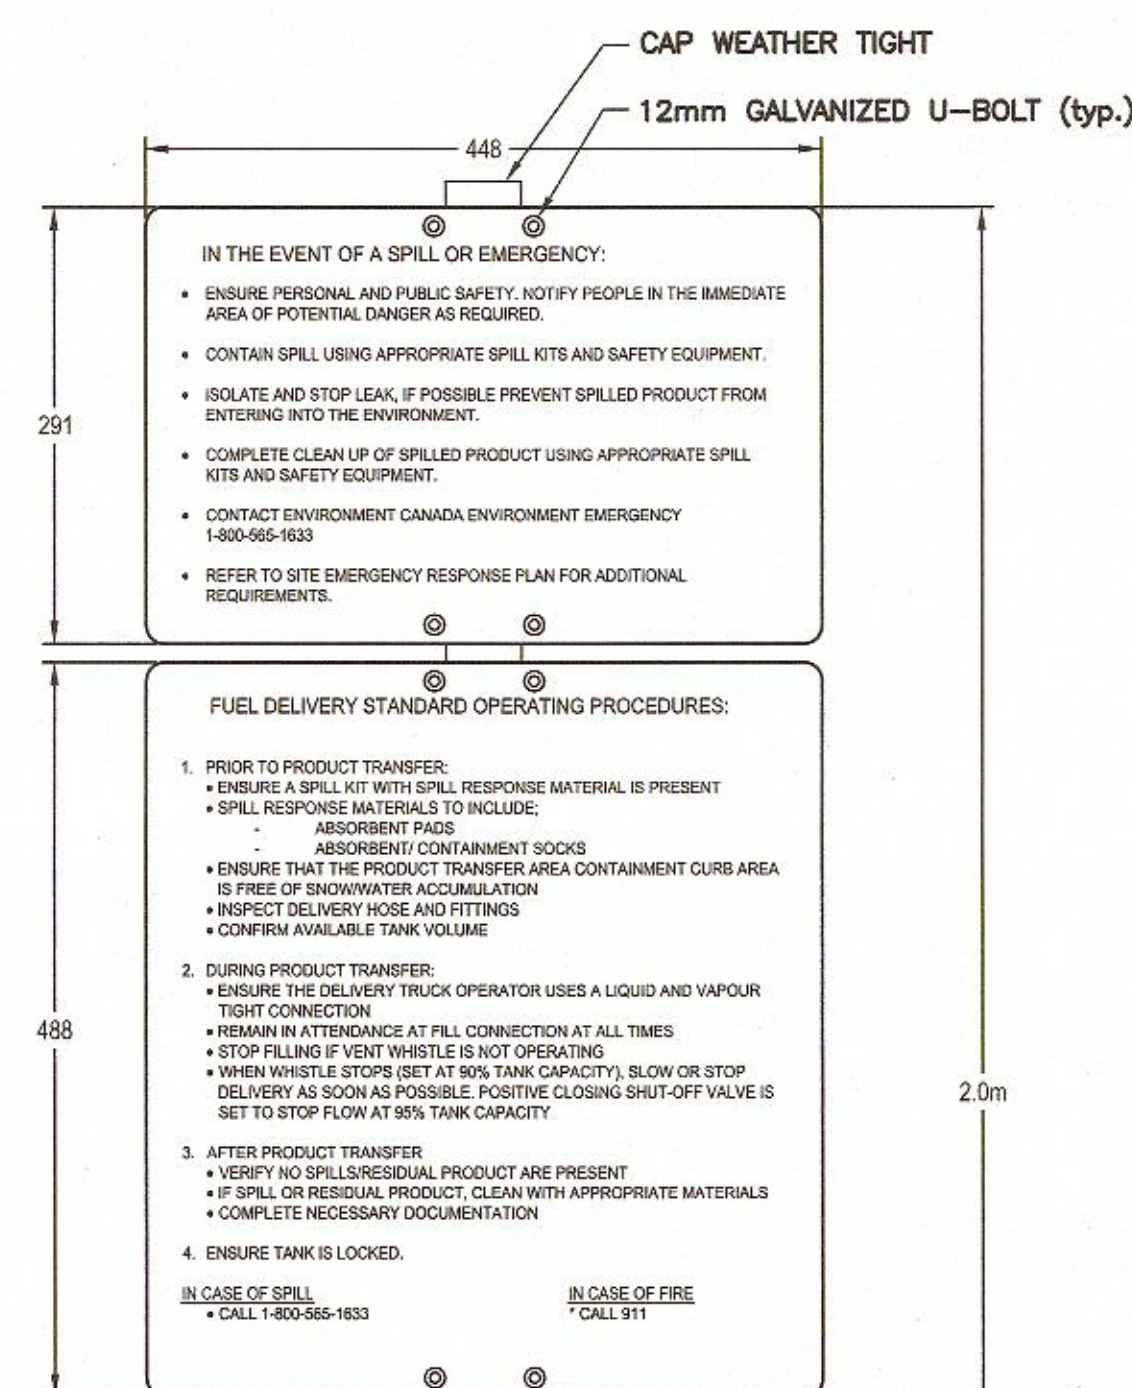 CAP WEATHER TIGHT
12mm GALVANIZED U-BOLT (typ.)
448
IN THE EVENT OF A SPILL OR EMERGENCY:
• ENSURE PERSONAL AND PUBLIC SAFETY. NOTIFY PEOPLE IN THE IMMEDIATE
AREA OF POTENTIAL DANGER AS REQUIRED.
• CONTAIN SPILL USING APPROPRIATE SPILL KITS AND SAFETY EQUIPMENT.
• ISOLATE AND STOP LEAK, IF POSSIBLE PREVENT SPILLED PRODUCT FROM
ENTERING INTO THE ENVIRONMENT.
291
• COMPLETE CLEAN UP OF SPILLED PRODUCT USING APPROPRIATE SPILL
KITS AND SAFETY EQUIPMENT.
• CONTACT ENVIRONMENT CANADA ENVIRONMENT EMERGENCY
1-800-565-1633
• REFER TO SITE EMERGENCY RESPONSE PLAN FOR ADDITIONAL
REQUIREMENTS.
FUEL DELIVERY STANDARD OPERATING PROCEDURES:
1. PRIOR TO PRODUCT TRANSFER:
• ENSURE A SPILL KIT WITH SPILL RESPONSE MATERIAL IS PRESENT
• SPILL RESPONSE MATERIALS TO INCLUDE;
- ABSORBENT PADS
- ABSORBENT/ CONTAINMENT SOCKS
• ENSURE THAT THE PRODUCT TRANSFER AREA CONTAINMENT CURB AREA
IS FREE OF SNOW/WATER ACCUMULATION
• INSPECT DELIVERY HOSE AND FITTINGS
• CONFIRM AVAILABLE TANK VOLUME
2. DURING PRODUCT TRANSFER:
• ENSURE THE DELIVERY TRUCK OPERATOR USES A LIQUID AND VAPOUR
TIGHT CONNECTION
• REMAIN IN ATTENDANCE AT FILL CONNECTION AT ALL TIMES
488
• STOP FILLING IF VENT WHISTLE IS NOT OPERATING
• WHEN WHISTLE STOPS (SET AT 90% TANK CAPACITY), SLOW OR STOP
DELIVERY AS SOON AS POSSIBLE. POSITIVE CLOSING SHUT-OFF VALVE IS
SET TO STOP FLOW AT 95% TANK CAPACITY
2.0m
3. AFTER PRODUCT TRANSFER
• VERIFY NO SPILLS/RESIDUAL PRODUCT ARE PRESENT
• IF SPILL OR RESIDUAL PRODUCT, CLEAN WITH APPROPRIATE MATERIALS
• COMPLETE NECESSARY DOCUMENTATION
4. ENSURE TANK IS LOCKED.
IN CASE OF SPILL
• CALL 1-800-565-1633
IN CASE OF FIRE
* CALL 911